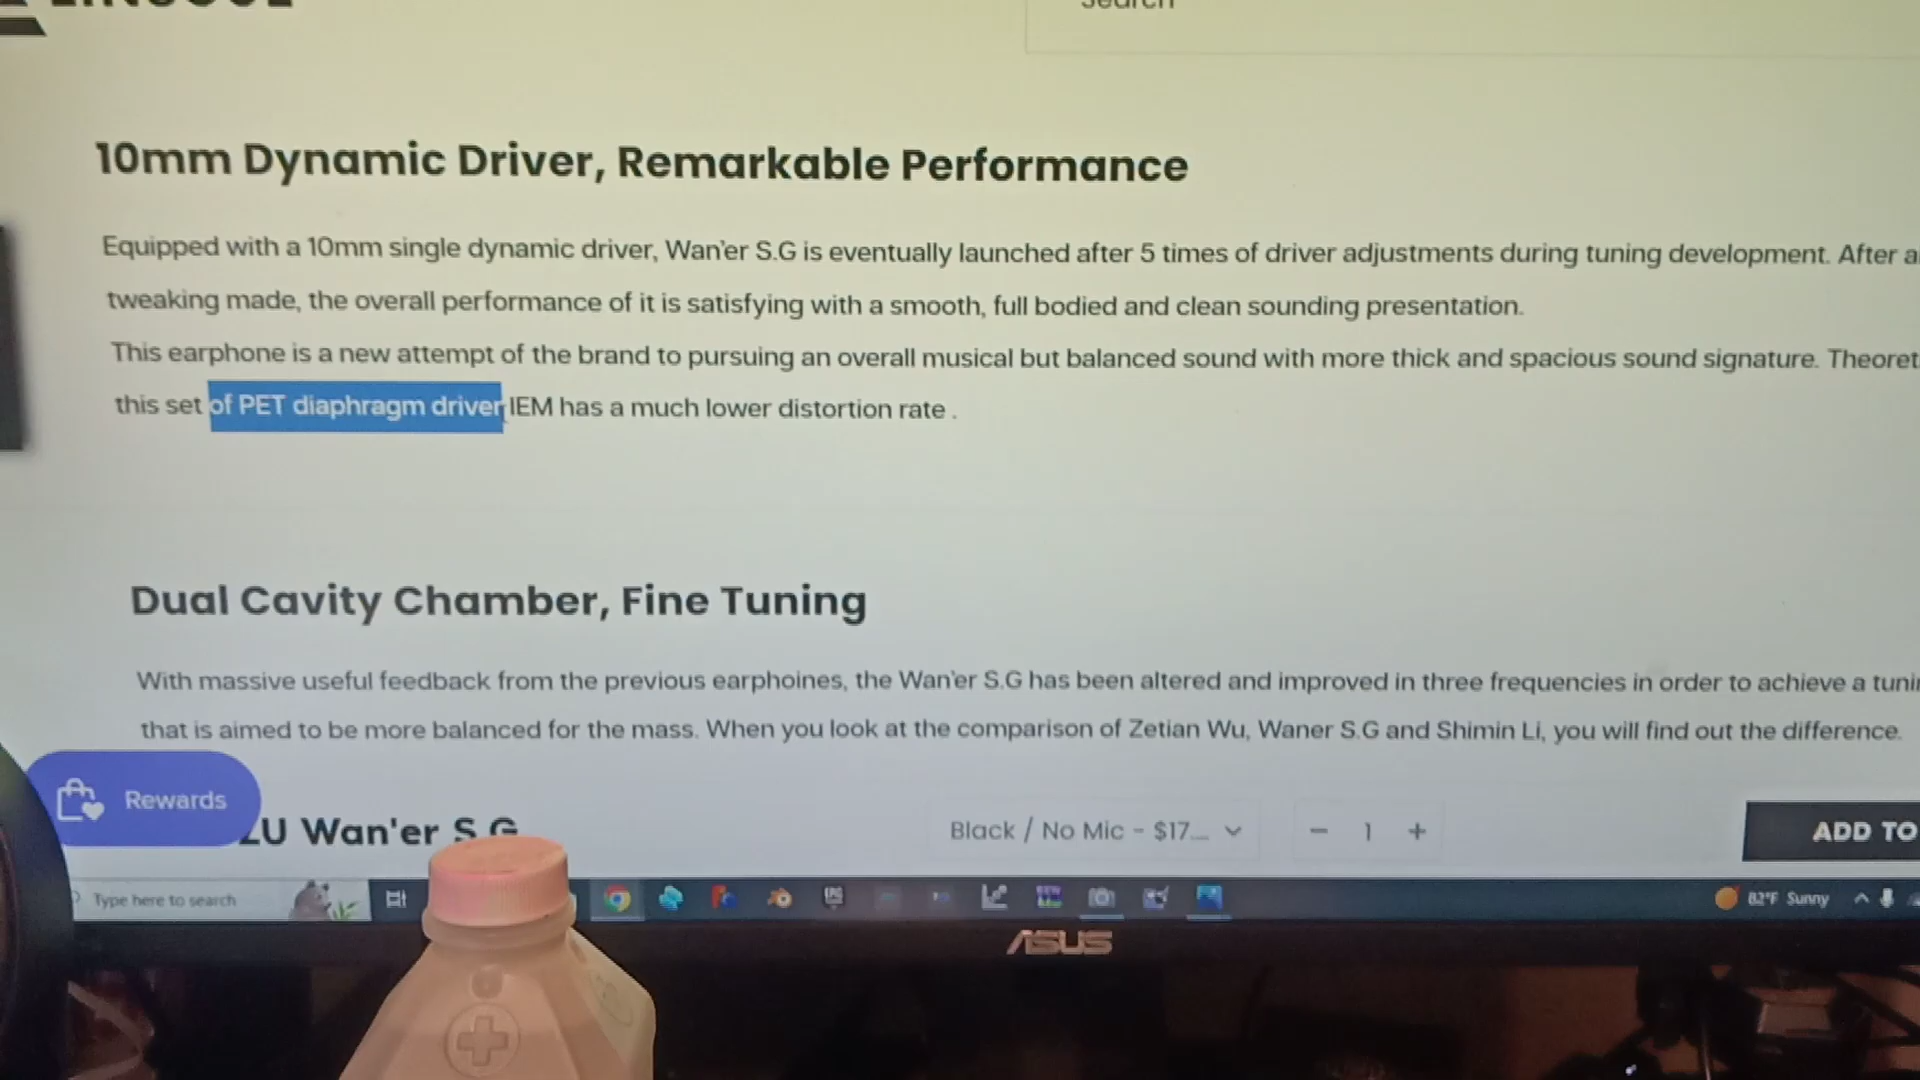 10mm Dynamic Driver, Remarkable Performance
Equipped with a 10mm single dynamic driver, Wan'er S.G is eventually launched after 5 times of driver adjustments during tuning development. After
tweaking made, the overall performance of it is satisfying with a smooth, full bodied and clean sounding presentation.
This earphone is a new attempt of the brand to pursuing an overall musical but balanced sound with more thick and spacious sound signature. Theoret
this set of PET diaphragm driver IEM has a much lower distortion rate .
Dual Cavity Chamber, Fine Tuning
With massive useful feedback from the previous earphoines, the Wan'er S.G has been altered and improved in three frequencies in order to achieve a tuni
that is aimed to be more balanced for the mass. When you look at the comparison of Zetian Wu, Waner S.G and Shimin Li, you will find out the difference.
Rewards
ZU Wan'er S.G
Black / No Mic - $17... 
− 1 +
ADD TO
Type here to search
82°F Sunny
ASUS